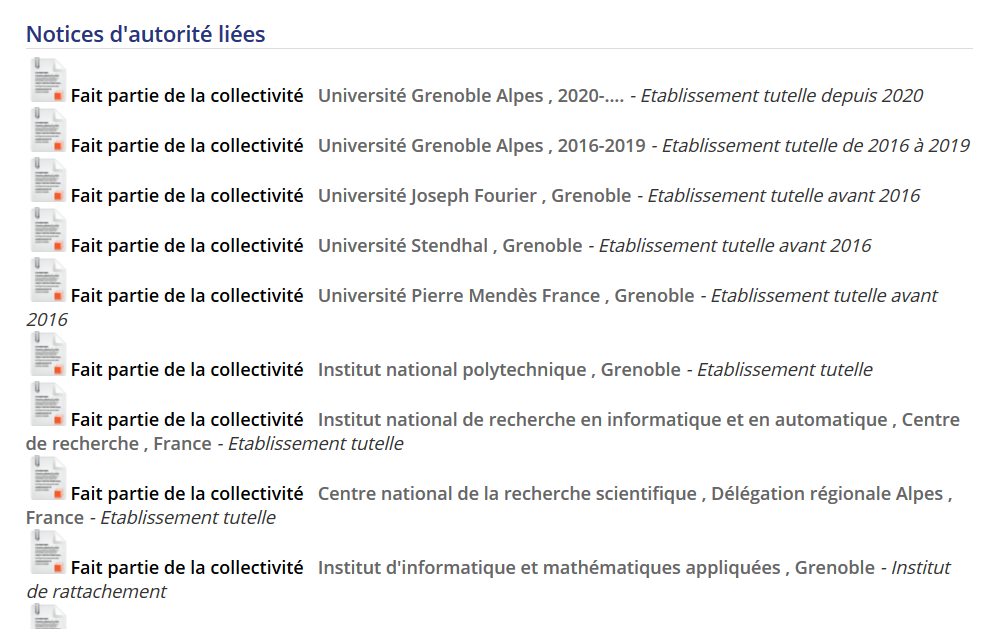 Notices d'autorité liées
Fait partie de la collectivité Université Grenoble Alpes , 2020-.... - Etablissement tutelle depuis 2020
Fait partie de la collectivité Université Grenoble Alpes , 2016-2019 - Etablissement tutelle de 2016 à 2019
Fait partie de la collectivité Université Joseph Fourier , Grenoble - Etablissement tutelle avant 2016
Fait partie de la collectivité Université Stendhal , Grenoble - Etablissement tutelle avant 2016
Fait partie de la collectivité Université Pierre Mendès France , Grenoble - Etablissement tutelle avant
2016
Fait partie de la collectivité Institut national polytechnique , Grenoble - Etablissement tutelle
Fait partie de la collectivité Institut national de recherche en informatique et en automatique , Centre
de recherche , France - Etablissement tutelle
Fait partie de la collectivité Centre national de la recherche scientifique , Délégation régionale Alpes ,
France - Etablissement tutelle
Fait partie de la collectivité Institut d'informatique et mathématiques appliquées , Grenoble - Institut
de rattachement